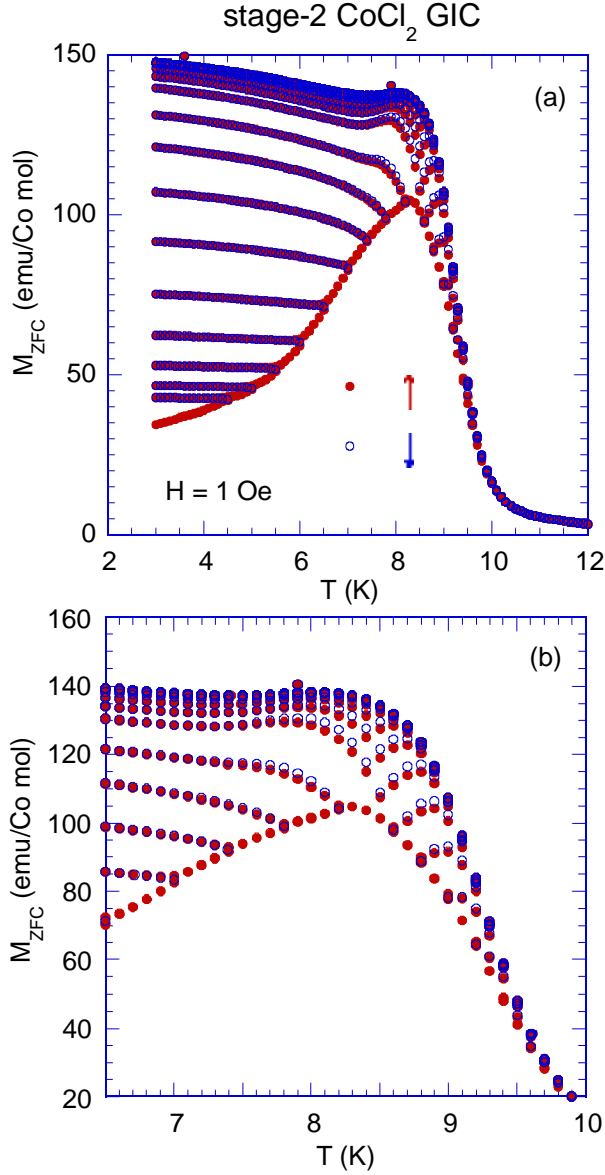 stage-2 CoCl2 GIC
150
100
50
0
M_ZFC (emu/Co mol)
(a)
H = 1 Oe
2 4 6 8 10 12
T (K)
160
140
120
100
80
60
40
20
M_ZFC (emu/Co mol)
(b)
7 8 9 10
T (K)